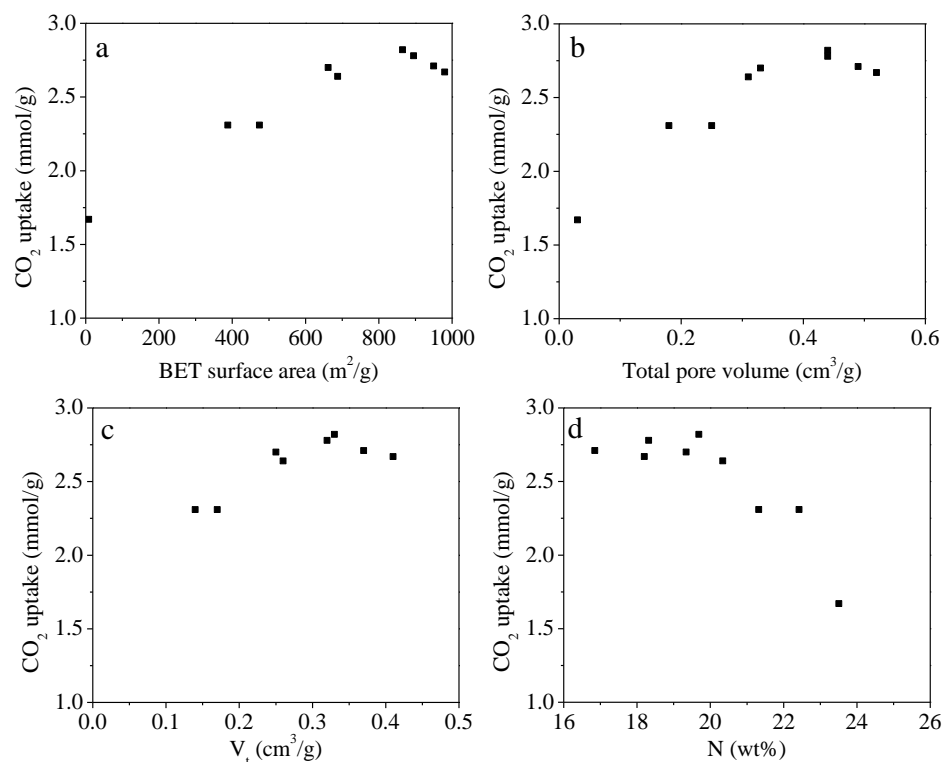 a
CO₂ uptake (mmol/g)
3.0
2.5
2.0
1.5
1.0
0 200 400 600 800 1000
BET surface area (m²/g)
b
CO₂ uptake (mmol/g)
3.0
2.5
2.0
1.5
1.0
0.0 0.2 0.4 0.6
Total pore volume (cm³/g)
c
CO₂ uptake (mmol/g)
3.0
2.5
2.0
1.5
1.0
0.0 0.1 0.2 0.3 0.4 0.5
Vₜ (cm³/g)
d
CO₂ uptake (mmol/g)
3.0
2.5
2.0
1.5
1.0
16 18 20 22 24 26
N (wt%)